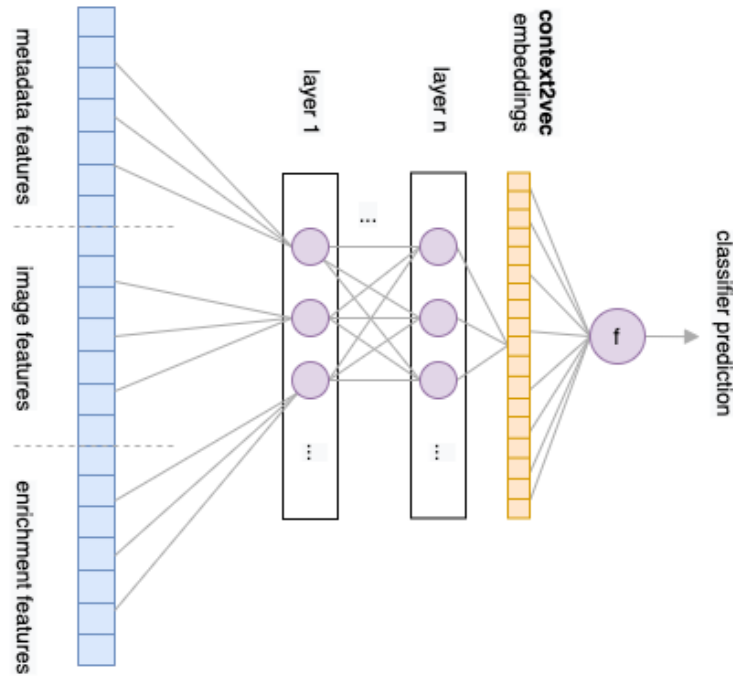 metadata features
image features
enrichment features
layer 1
...
...
layer n
...
context2vec
embeddings
f
classifier prediction